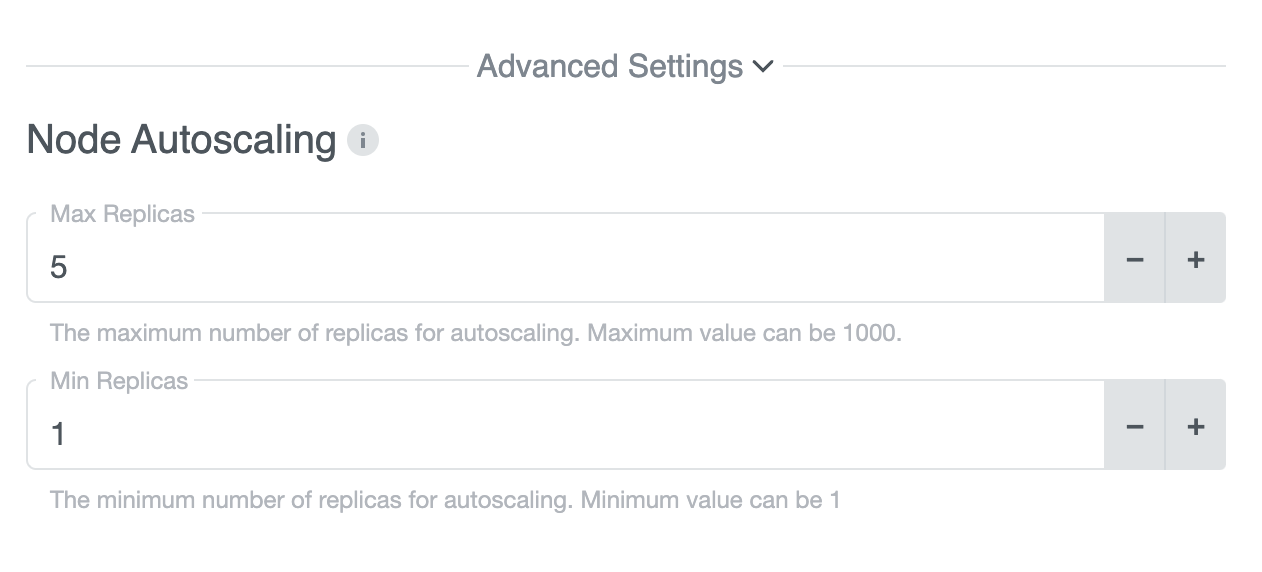 Advanced Settings
Node Autoscaling i
Max Replicas
5
- +
The maximum number of replicas for autoscaling. Maximum value can be 1000.
Min Replicas
1
- +
The minimum number of replicas for autoscaling. Minimum value can be 1